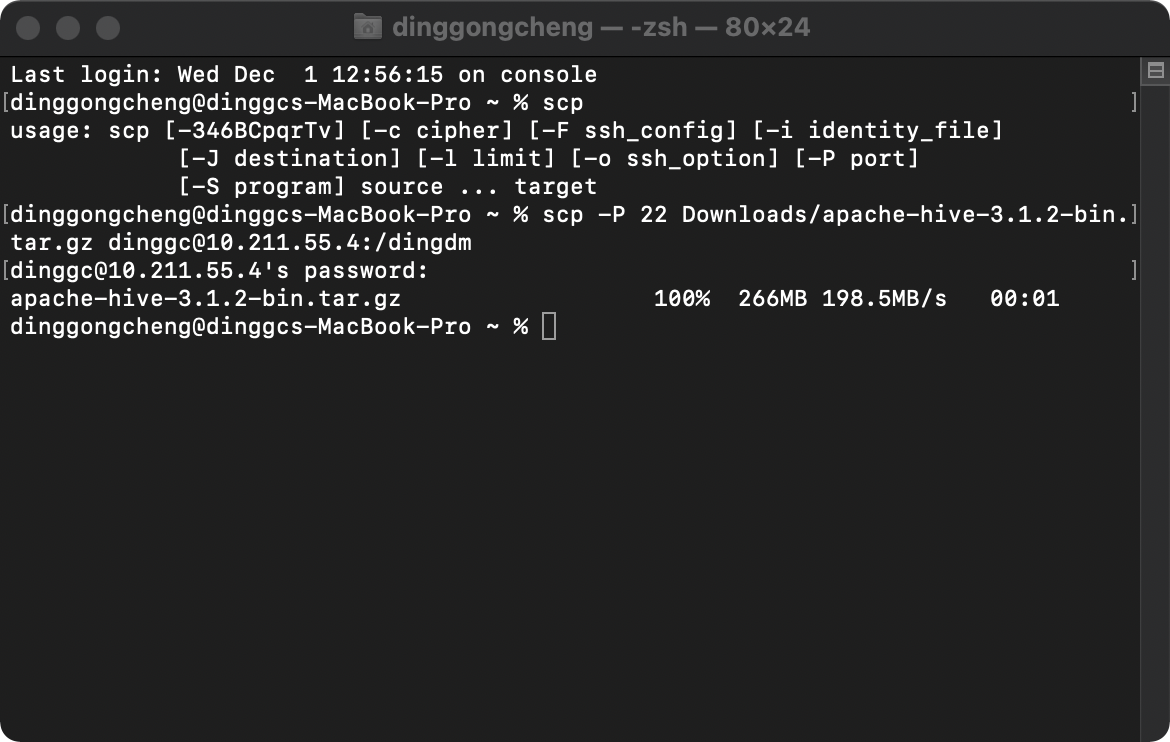 dinggongcheng — -zsh — 80×24
Last login: Wed Dec  1 12:56:15 on console
[dinggongcheng@dinggcs-MacBook-Pro ~ % scp ]
usage: scp [-346BCpqrTv] [-c cipher] [-F ssh_config] [-i identity_file]
            [-J destination] [-l limit] [-o ssh_option] [-P port]
            [-S program] source ... target
[dinggongcheng@dinggcs-MacBook-Pro ~ % scp -P 22 Downloads/apache-hive-3.1.2-bin.]
tar.gz dinggc@10.211.55.4:/dingdm
[dinggc@10.211.55.4's password: ]
apache-hive-3.1.2-bin.tar.gz                  100%  266MB 198.5MB/s   00:01
dinggongcheng@dinggcs-MacBook-Pro ~ %